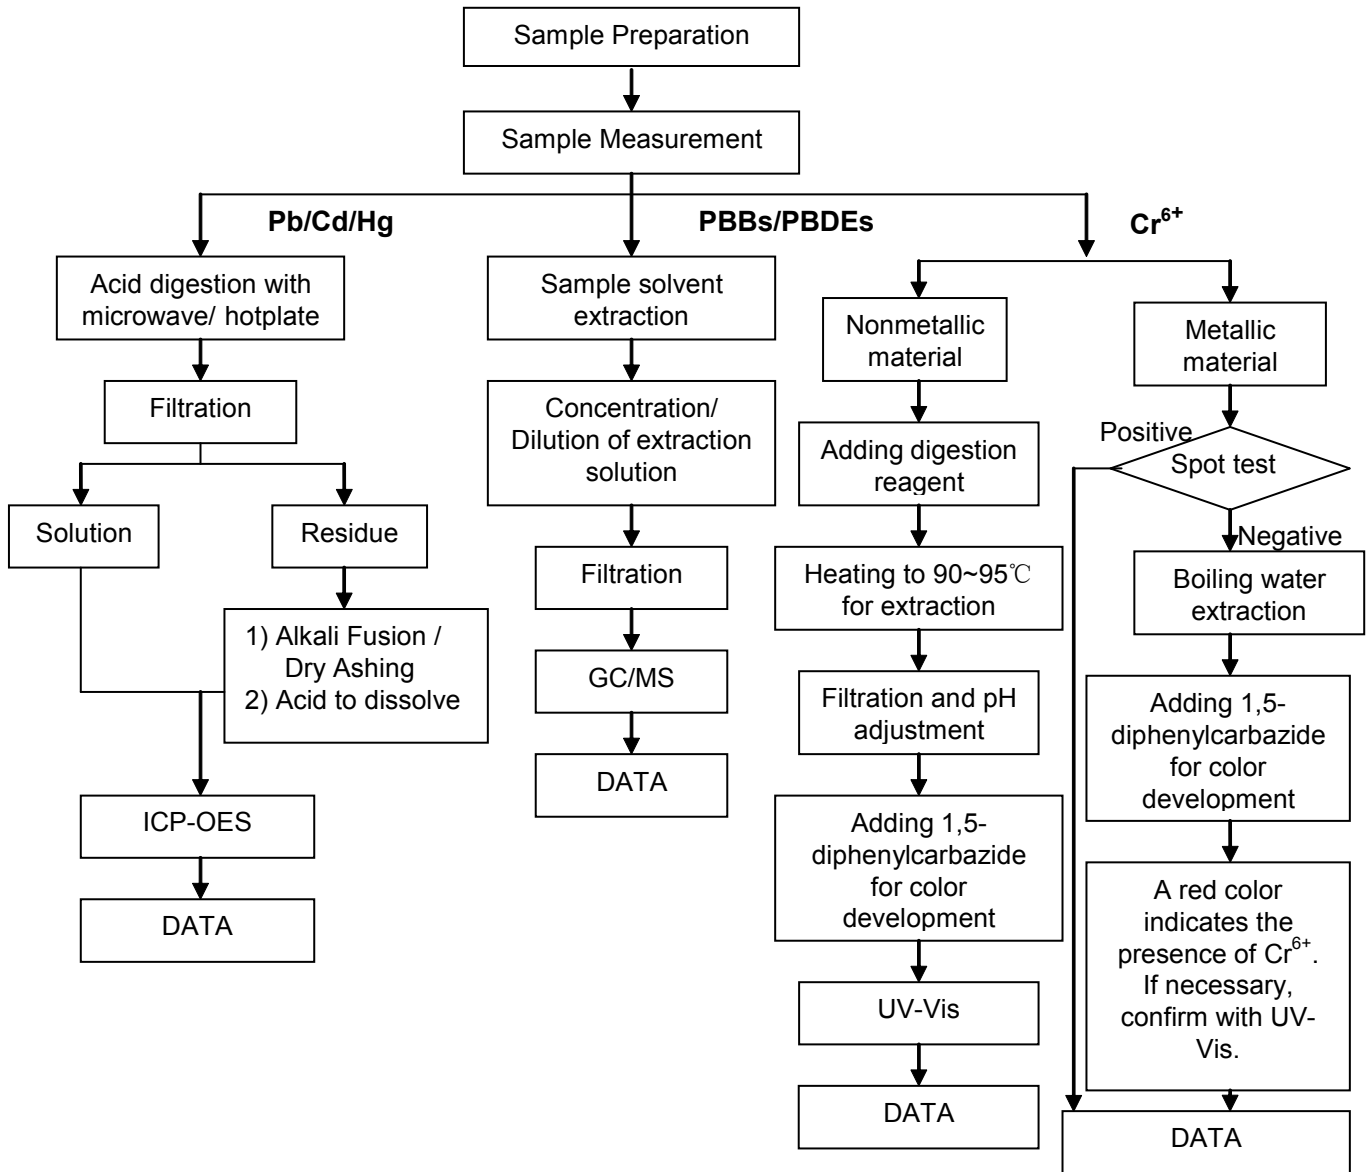 Sample Preparation
Sample Measurement
Pb/Cd/Hg
PBBs/PBDEs
Cr⁶⁺
Acid digestion with
microwave/ hotplate
Filtration
Solution
Residue
1) Alkali Fusion /
Dry Ashing
2) Acid to dissolve
ICP-OES
DATA
Sample solvent
extraction
Concentration/
Dilution of extraction
solution
Filtration
GC/MS
DATA
Nonmetallic
material
Adding digestion
reagent
Heating to 90~95℃
for extraction
Filtration and pH
adjustment
Adding 1,5-
diphenylcarbazide
for color
development
UV-Vis
DATA
Metallic
material
Positive
Spot test
Negative
Boiling water
extraction
Adding 1,5-
diphenylcarbazide
for color
development
A red color
indicates the
presence of Cr⁶⁺.
If necessary,
confirm with UV-
Vis.
DATA